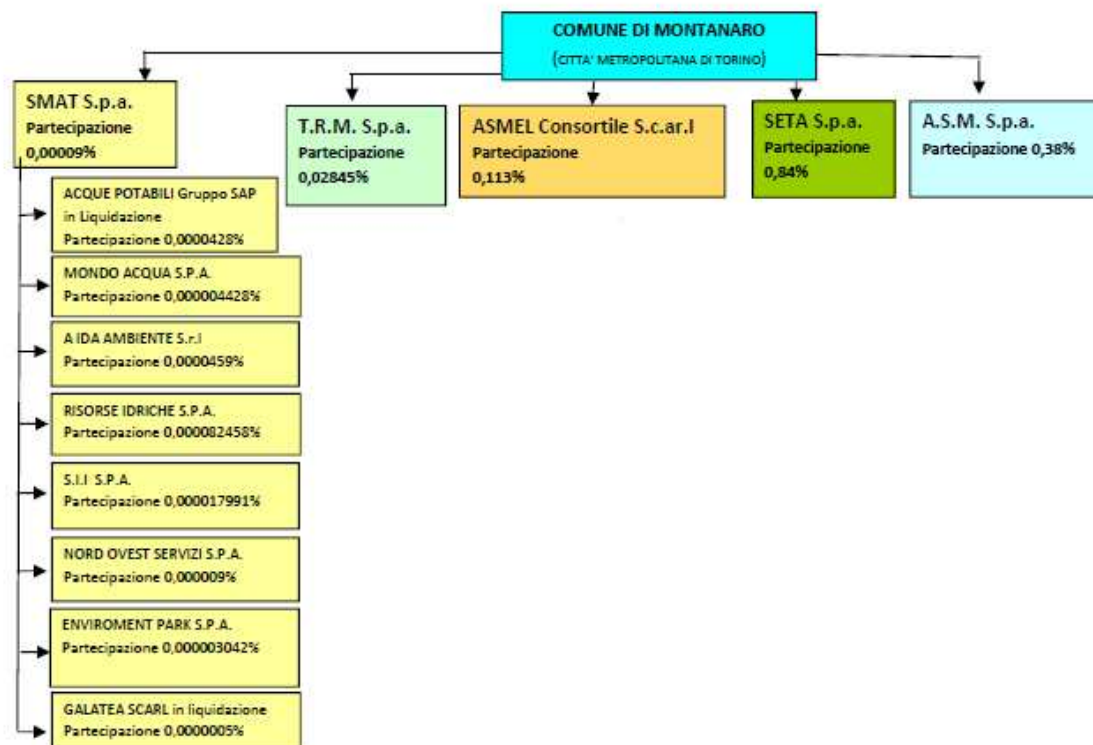 COMUNE DI MONTANARO
(CITTA' METROPOLITANA DI TORINO)
SMAT S.p.a.
Partecipazione
0,00009%
T.R.M. S.p.a.
Partecipazione
0,02845%
ASMEL Consortile S.c.ar.l
Partecipazione
0,113%
SETA S.p.a.
Partecipazione
0,84%
A.S.M. S.p.a.
Partecipazione 0,38%
ACQUE POTABILI Gruppo SAP
in Liquidazione
Partecipazione 0,0000428%
MONDO ACQUA S.P.A.
Partecipazione 0,000004428%
A IDA AMBIENTE S.r.l
Partecipazione 0,0000459%
RISORSE IDRICHE S.P.A.
Partecipazione 0,000082458%
S.I.I S.P.A.
Partecipazione 0,000017991%
NORD OVEST SERVIZI S.P.A.
Partecipazione 0,000009%
ENVIROMENT PARK S.P.A.
Partecipazione 0,000003042%
GALATEA SCARL in liquidazione
Partecipazione 0,0000005%